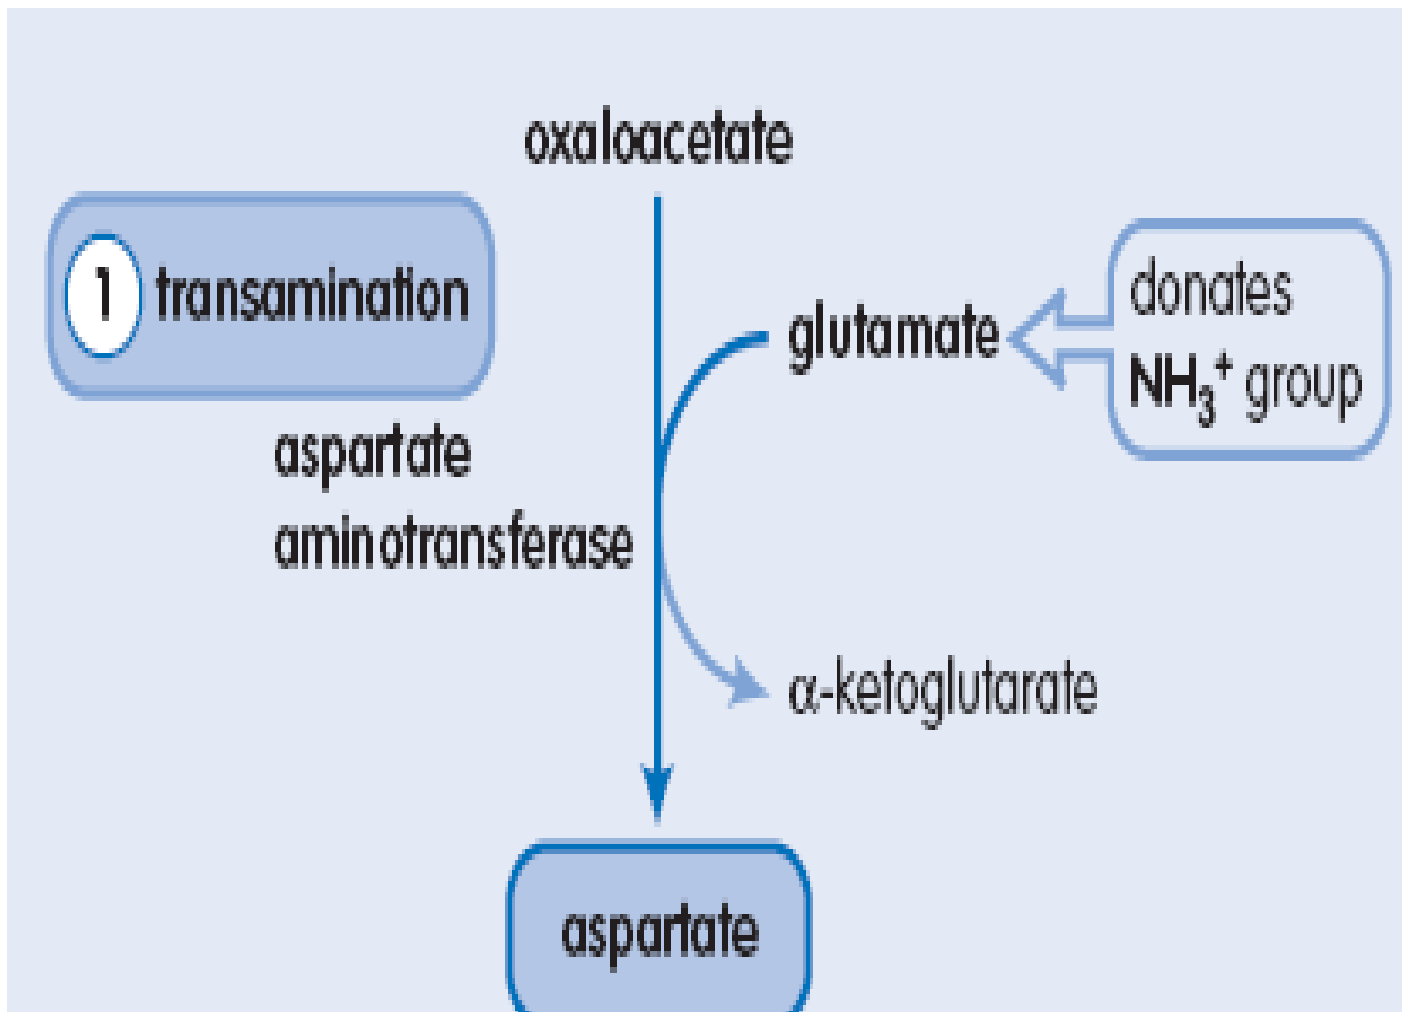 oxaloacetate
1 transamination
glutamate
donates
NH₃⁺ group
aspartate
aminotransferase
α-ketoglutarate
aspartate